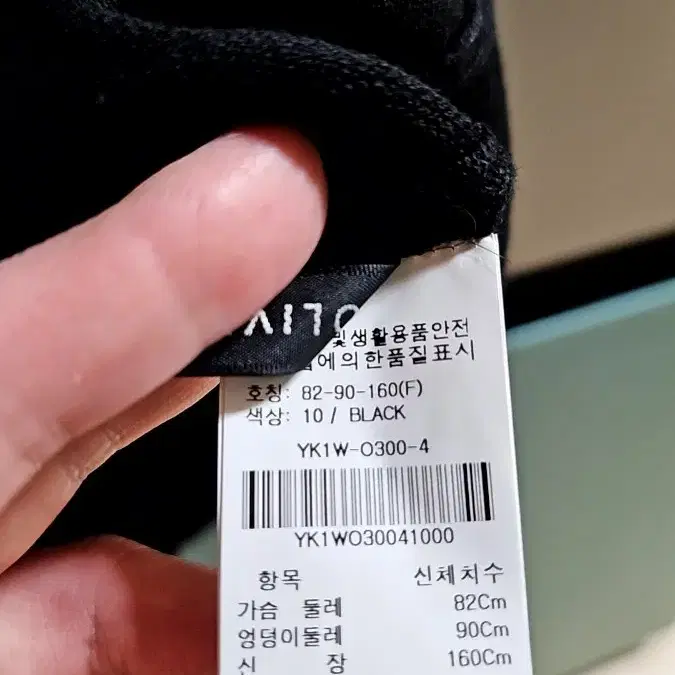 및생활용품안전
에의한품질표시
호칭: 82-90-160(F)
색상: 10 / BLACK
YK1W-O300-4
YK1WO30041000
항목 신체치수
가슴 둘레 82Cm
엉덩이둘레 90Cm
신 장 160Cm